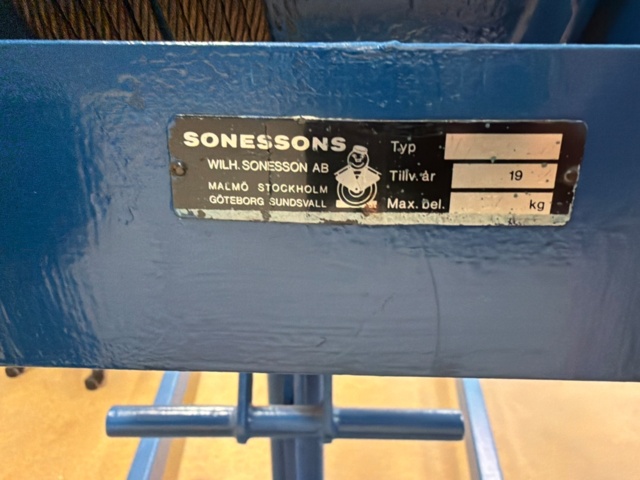 SONESSONS
WILH. SONESSON AB
MALMÖ STOCKHOLM
GÖTEBORG SUNDSVALL
Typ
Tillv. år 19
Max. bel. kg